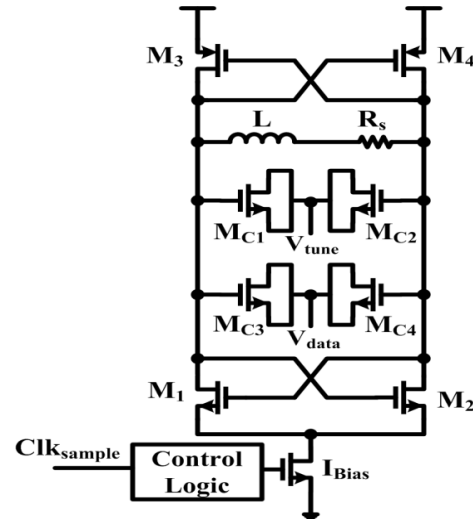 M3 M4
L Rs
MC1 MC2
Vtune
MC3 MC4
Vdata
M1 M2
Clksample
Control
Logic
IBias